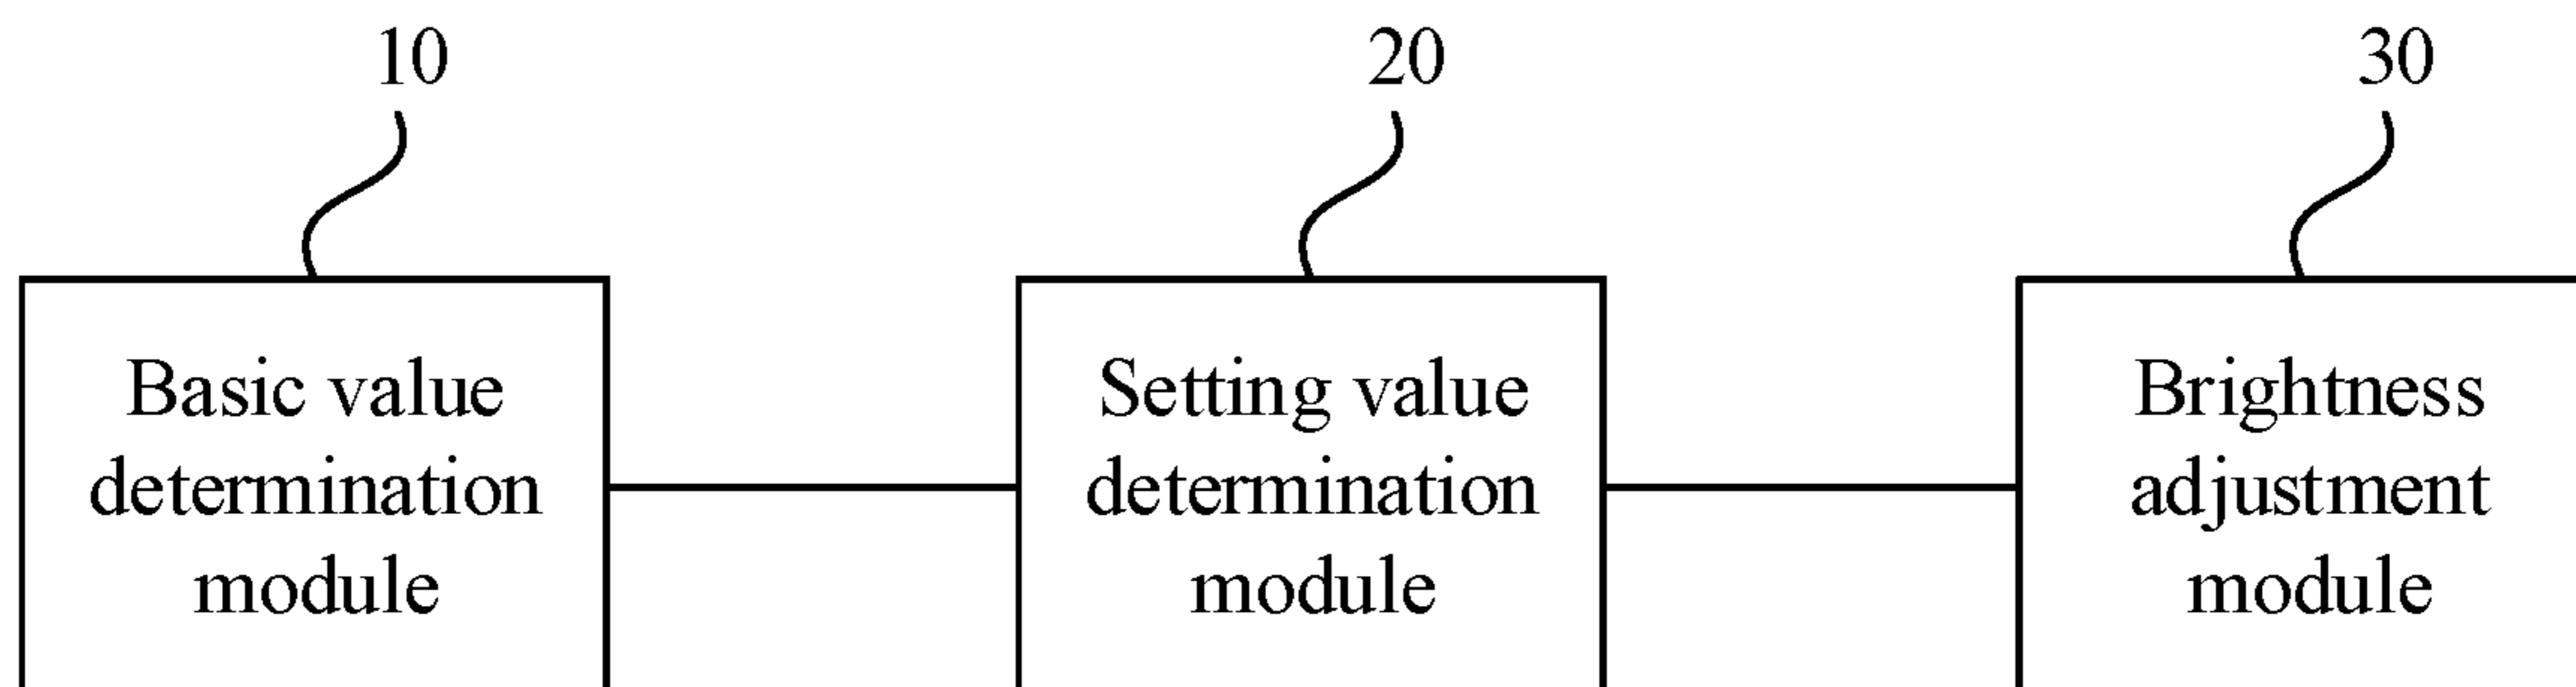 10
20
30
Basic value
determination
module
Setting value
determination
module
Brightness
adjustment
module